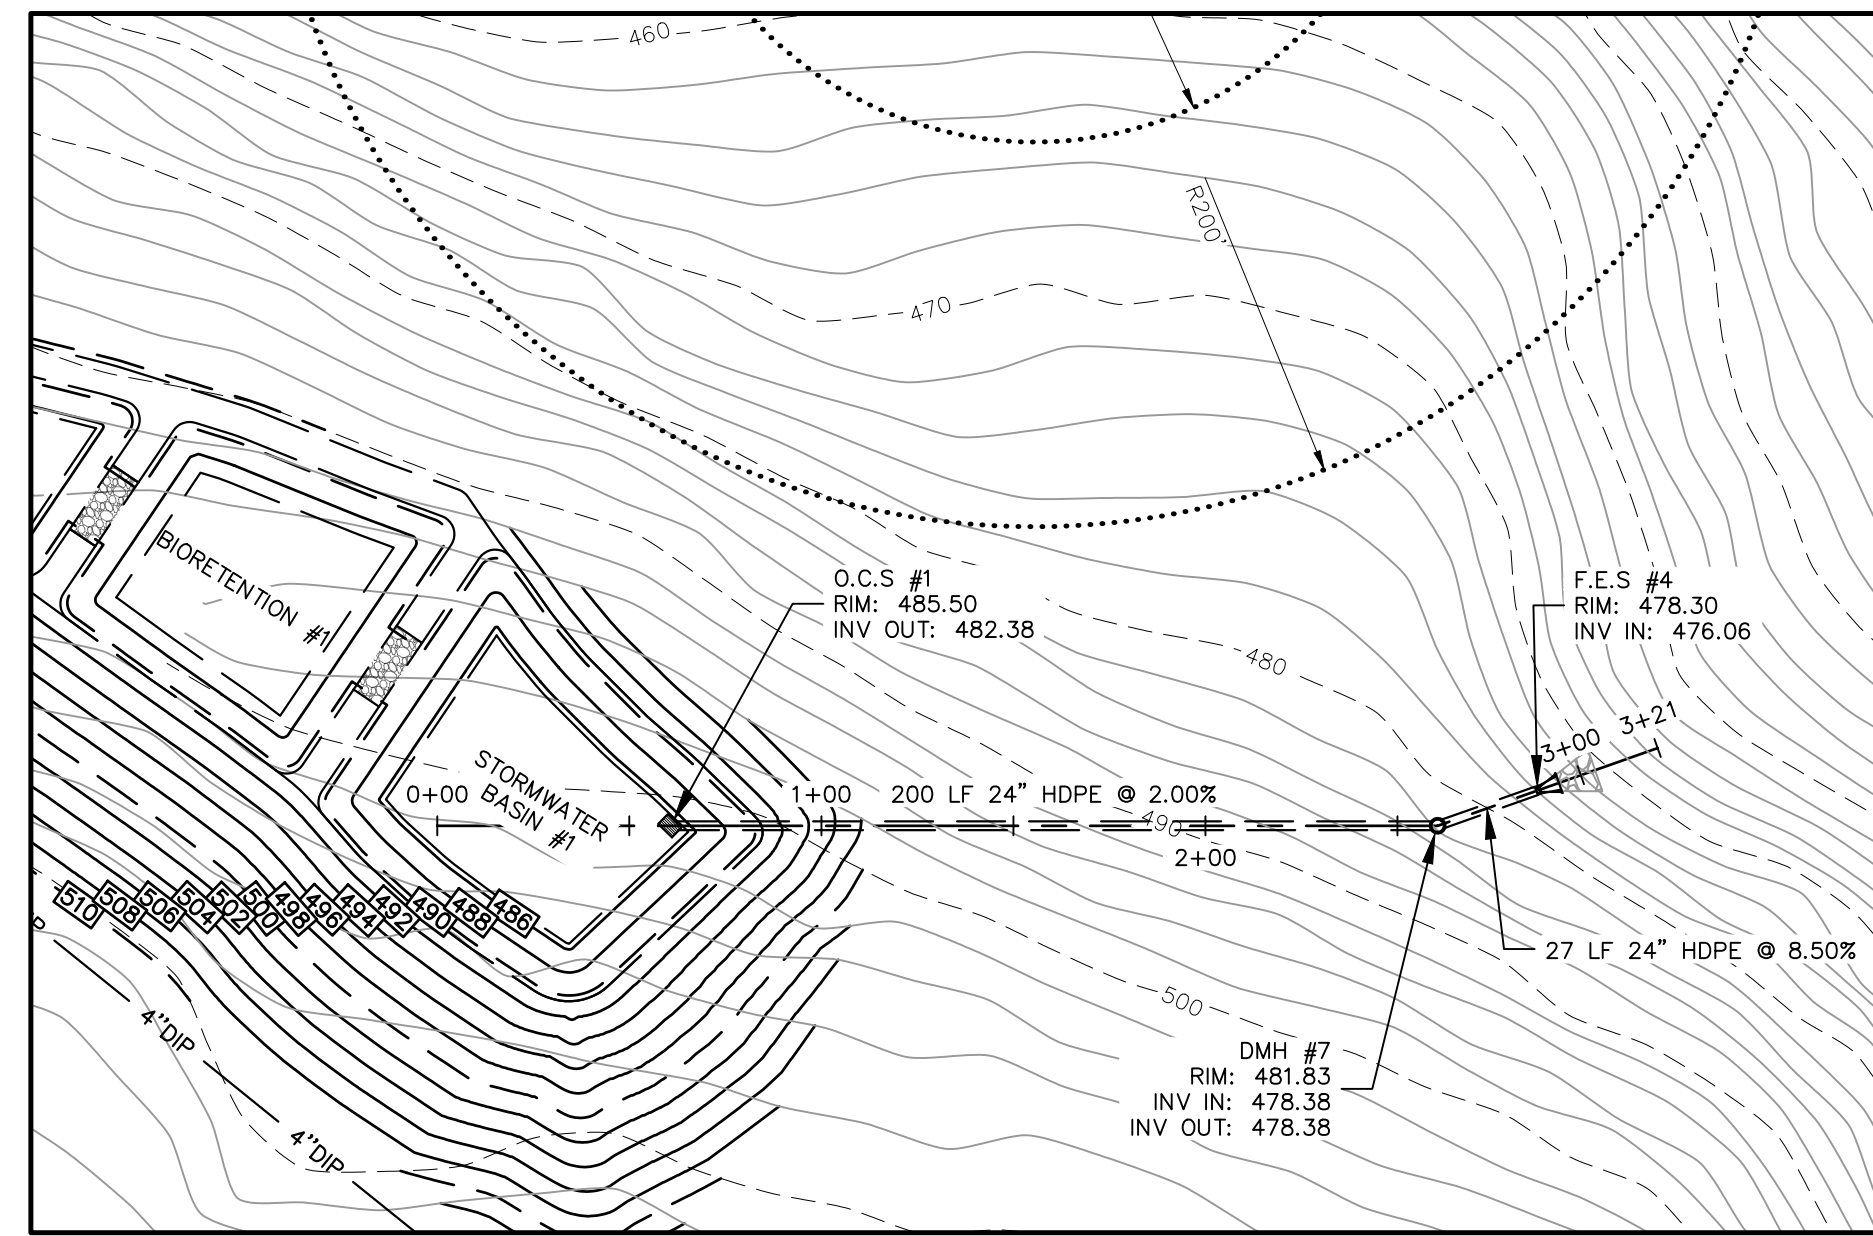 460
R200'
470
O.C.S #1
RIM: 485.50
INV OUT: 482.38
F.E.S #4
RIM: 478.30
INV IN: 476.06
BIORETENTION #1
480
3+00 3+21
STORMWATER
BASIN #1
0+00
1+00
200 LF 24” HDPE @ 2.00%
490
2+00
510
508
506
504
502
500
498
496
494
492
490
488
486
27 LF 24” HDPE @ 8.50%
500
4”DIP
DMH #7
RIM: 481.83
INV IN: 478.38
INV OUT: 478.38
4”DIP